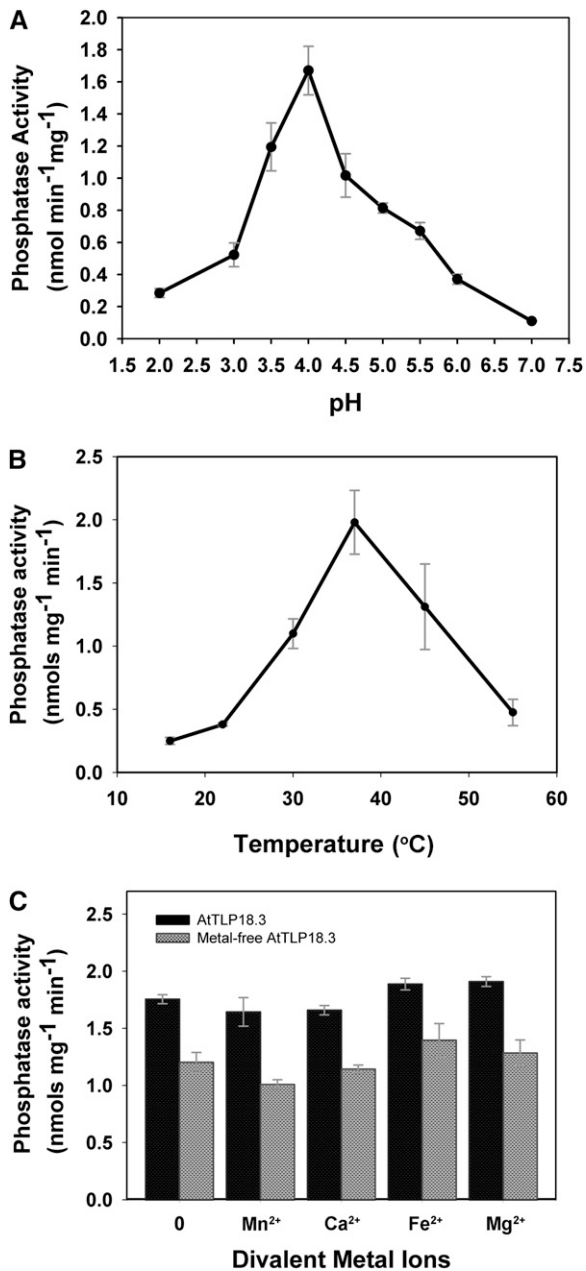 A
Phosphatase Activity
(nmol min-1mg-1)
2.0
1.8
1.6
1.4
1.2
1.0
0.8
0.6
0.4
0.2
0.0
1.5 2.0 2.5 3.0 3.5 4.0 4.5 5.0 5.5 6.0 6.5 7.0 7.5
pH
B
Phosphatase activity
(nmols mg-1 min-1)
2.5
2.0
1.5
1.0
0.5
0.0
10 20 30 40 50 60
Temperature (oC)
C
Phosphatase activity
(nmols mg-1 min-1)
2.5
2.0
1.5
1.0
0.5
0.0
AtTLP18.3
Metal-free AtTLP18.3
0 Mn2+ Ca2+ Fe2+ Mg2+
Divalent Metal Ions